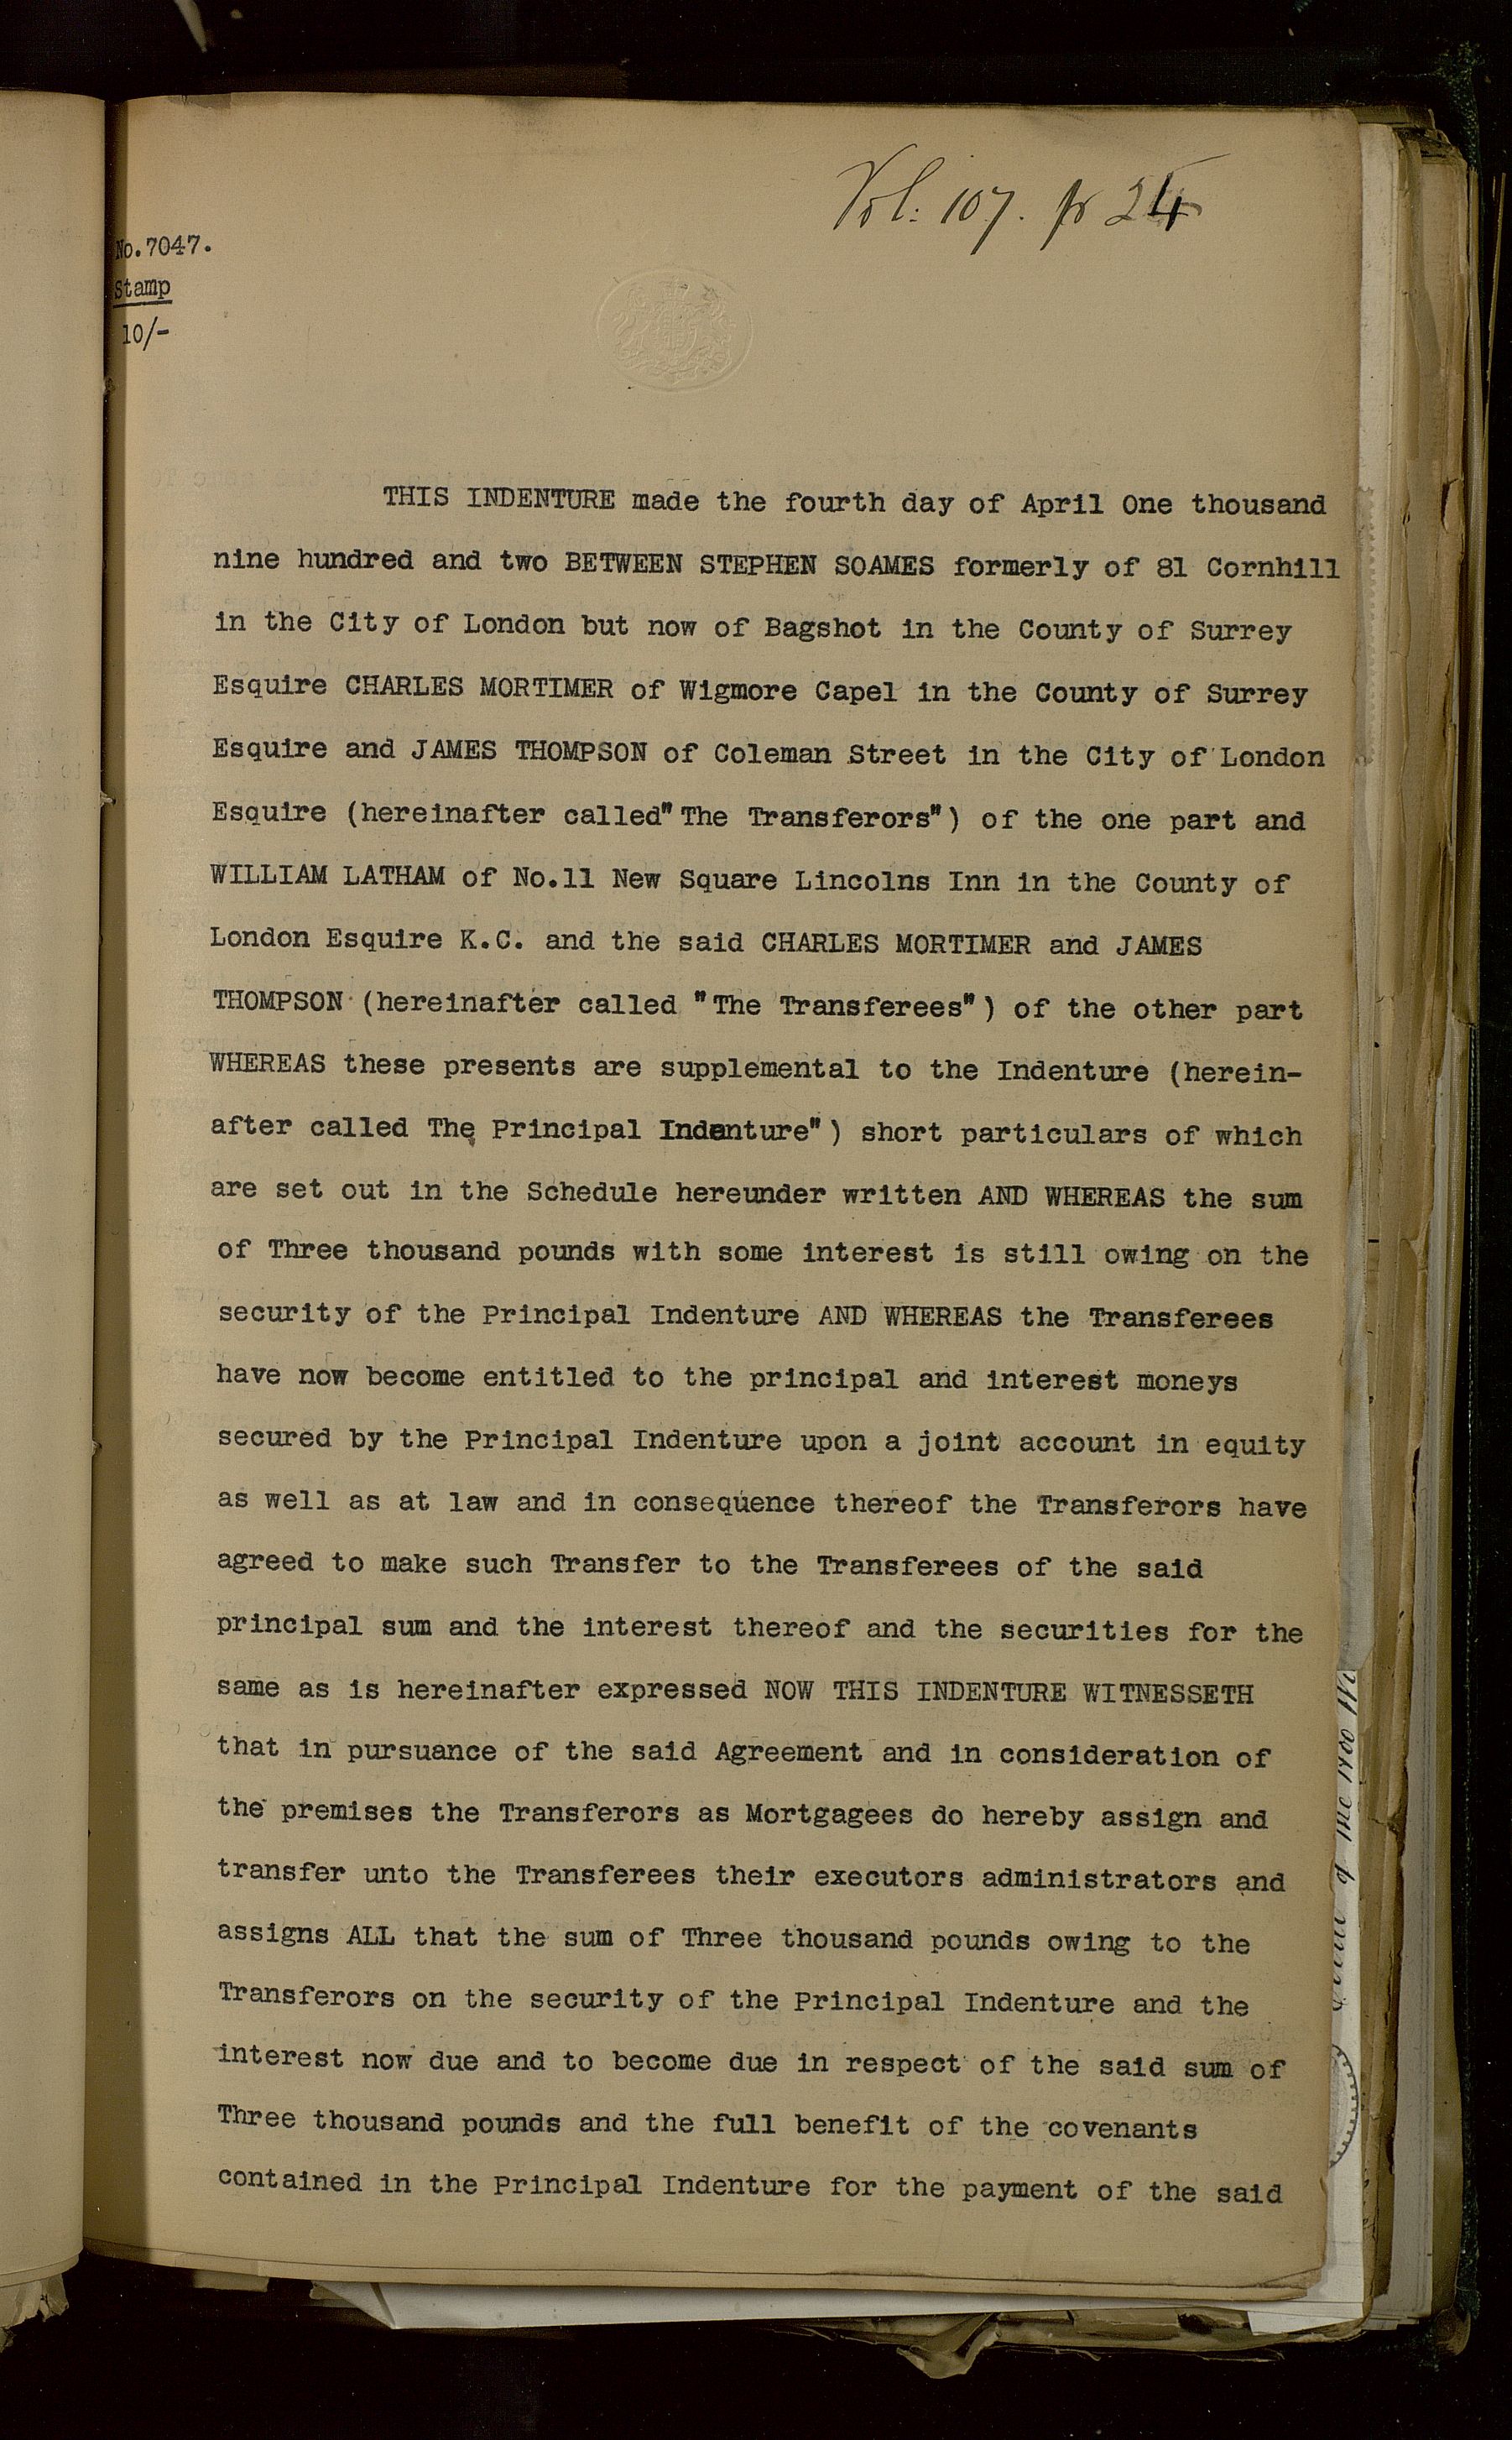 Vol: 107. p 24
No.7047.
Stamp
10/-
THIS INDENTURE made the fourth day of April One thousand
nine hundred and two BETWEEN STEPHEN SOAMES formerly of 81 Cornhill
in the City of London but now of Bagshot in the County of Surrey
Esquire CHARLES MORTIMER of Wigmore Capel in the County of Surrey
Esquire and JAMES THOMPSON of Coleman Street in the City of London
Esquire (hereinafter called"The Transferors") of the one part and
WILLIAM LATHAM of No.11 New Square Lincolns Inn in the County of
London Esquire K.C. and the said CHARLES MORTIMER and JAMES
THOMPSON (hereinafter called "The Transferees") of the other part
WHEREAS these presents are supplemental to the Indenture (herein-
after called The Principal Indenture") short particulars of which
are set out in the Schedule hereunder written AND WHEREAS the sum
of Three thousand pounds with some interest is still owing on the
security of the Principal Indenture AND WHEREAS the Transferees
have now become entitled to the principal and interest moneys
secured by the Principal Indenture upon a joint account in equity
as well as at law and in consequence thereof the Transferors have
agreed to make such Transfer to the Transferees of the said
principal sum and the interest thereof and the securities for the
same as is hereinafter expressed NOW THIS INDENTURE WITNESSETH
that in pursuance of the said Agreement and in consideration of
the premises the Transferors as Mortgagees do hereby assign and
transfer unto the Transferees their executors administrators and
assigns ALL that the sum of Three thousand pounds owing to the
Transferors on the security of the Principal Indenture and the
interest now due and to become due in respect of the said sum of
Three thousand pounds and the full benefit of the covenants
contained in the Principal Indenture for the payment of the said